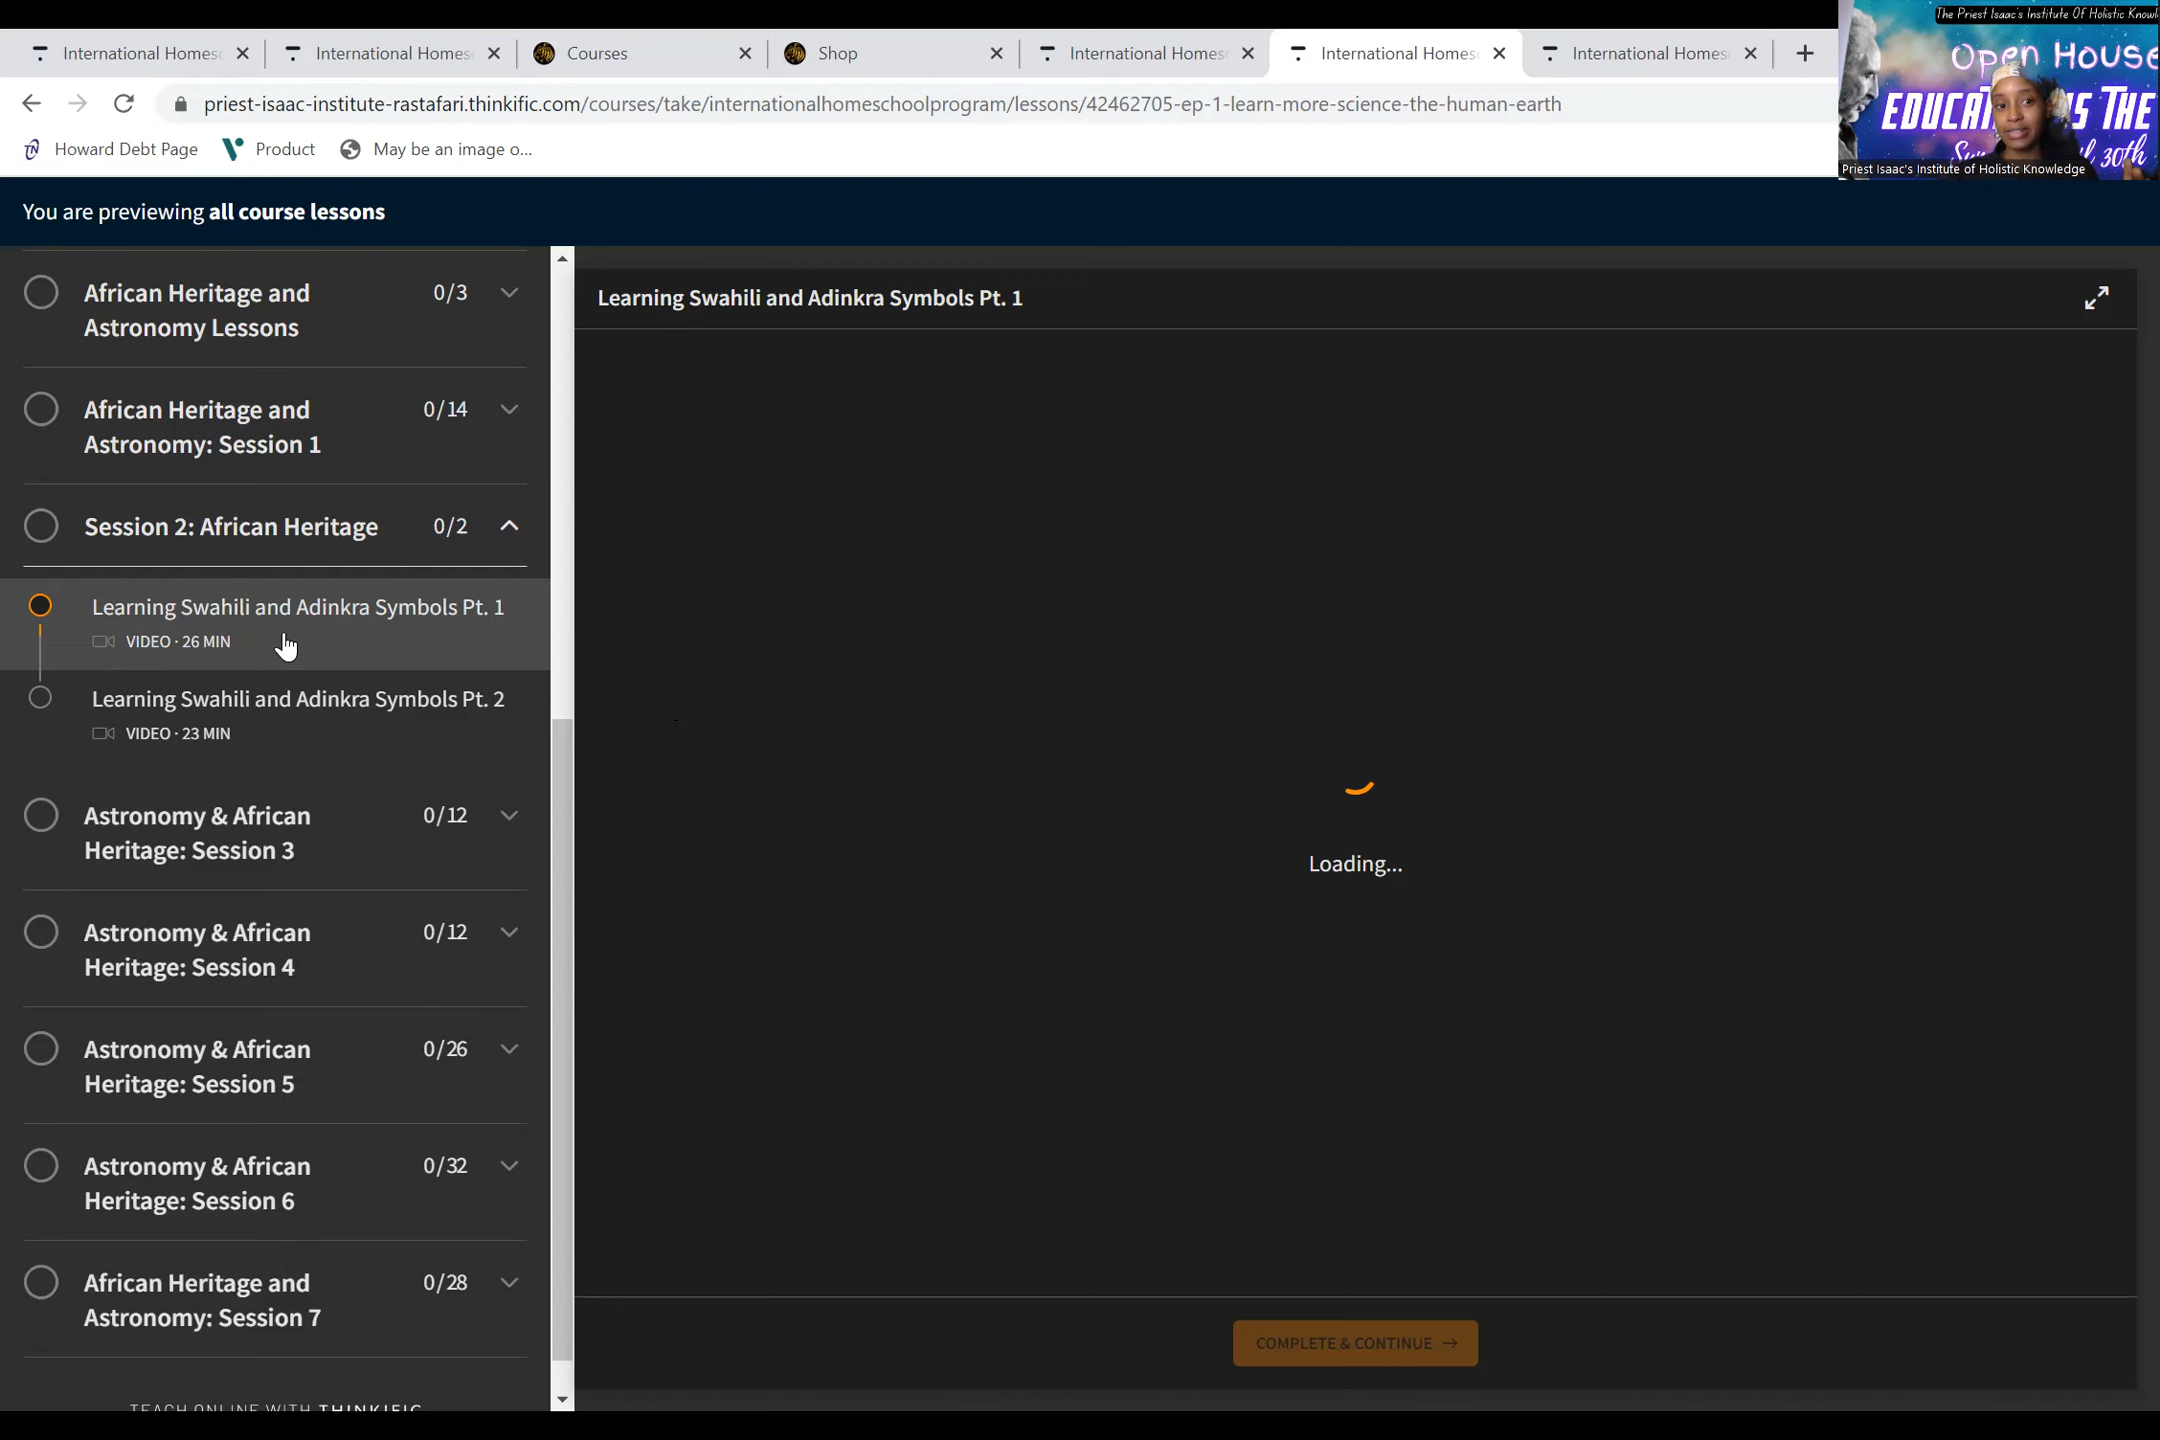 International Homes
International Homes
Courses
Shop
International Homes
International Homes
International Homes
priest-isaac-institute-rastafari.thinkific.com/courses/take/internationalhomeschoolprogram/lessons/42462705-ep-1-learn-more-science-the-human-earth
Howard Debt Page
Product
May be an image o...
The Priest Isaac's Institute Of Holistic Knowl
Open House
EDUCAT S THE
30th
Priest Isaac's Institute of Holistic Knowledge
You are previewing all course lessons
African Heritage and
Astronomy Lessons
0/3
African Heritage and
Astronomy: Session 1
0/14
Session 2: African Heritage
0/2
Learning Swahili and Adinkra Symbols Pt. 1
VIDEO · 26 MIN
Learning Swahili and Adinkra Symbols Pt. 2
VIDEO · 23 MIN
Astronomy & African
Heritage: Session 3
0/12
Astronomy & African
Heritage: Session 4
0/12
Astronomy & African
Heritage: Session 5
0/26
Astronomy & African
Heritage: Session 6
0/32
African Heritage and
Astronomy: Session 7
0/28
TEACH ONLINE WITH THINKIFIC
Learning Swahili and Adinkra Symbols Pt. 1
Loading...
COMPLETE & CONTINUE →